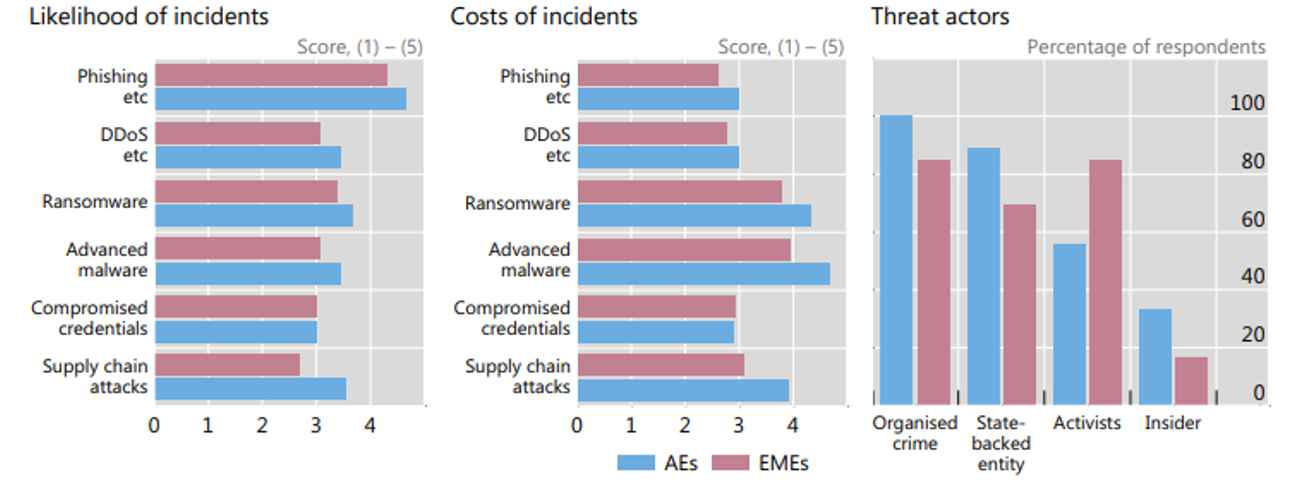 Likelihood of incidents
Score, (1) – (5)
Phishing
etc
DDoS
etc
Ransomware
Advanced
malware
Compromised
credentials
Supply chain
attacks
0 1 2 3 4
Costs of incidents
Score, (1) – (5)
Phishing
etc
DDoS
etc
Ransomware
Advanced
malware
Compromised
credentials
Supply chain
attacks
0 1 2 3 4
Threat actors
Percentage of respondents
100
80
60
40
20
0
Organised
crime
State-
backed
entity
Activists
Insider
AEs EMEs